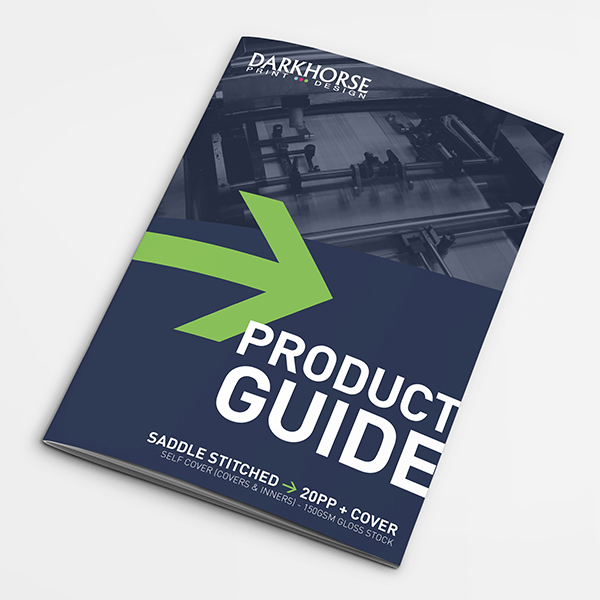 DARKHORSE
PRINT DESIGN
PRODUCT
GUIDE
SADDLE STITCHED → 20PP + COVER
SELF COVER (COVERS & INNERS) - 150GSM GLOSS STOCK